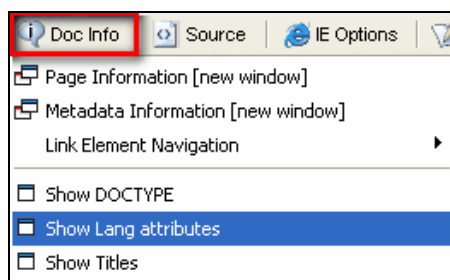 Doc Info Source IE Options
Page Information [new window]
Metadata Information [new window]
Link Element Navigation
Show DOCTYPE
Show Lang attributes
Show Titles